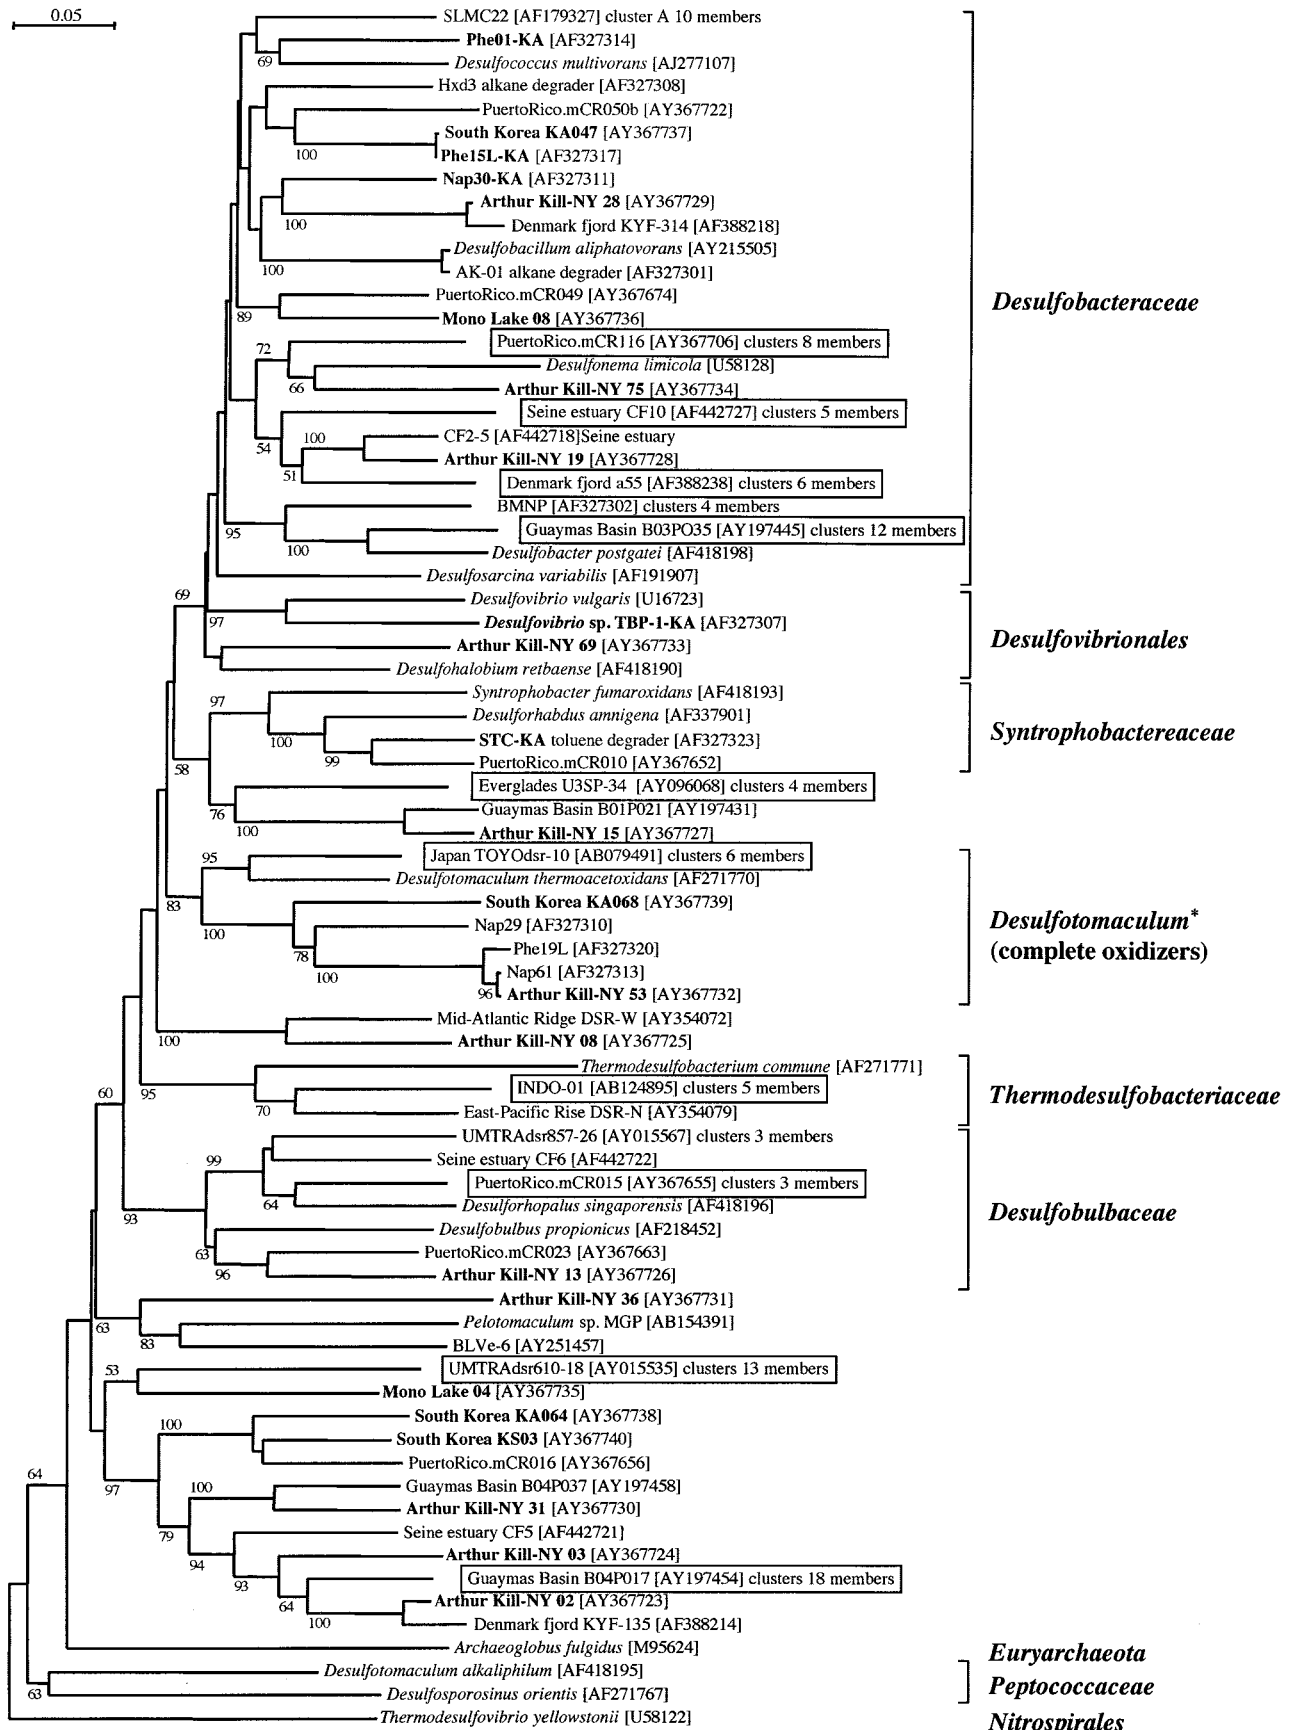 0.05
SLMC22 [AF179327] cluster A 10 members
Phe01-KA [AF327314]
69
Desulfococcus multivorans [AJ277107]
Hxd3 alkane degrader [AF327308]
PuertoRico.mCR050b [AY367722]
South Korea KA047 [AY367737]
100
Phe15L-KA [AF327317]
Nap30-KA [AF327311]
Arthur Kill-NY 28 [AY367729]
100
Denmark fjord KYF-314 [AF388218]
Desulfobacillum aliphatovorans [AY215505]
100
AK-01 alkane degrader [AF327301]
PuertoRico.mCR049 [AY367674]
Desulfobacteraceae
89
Mono Lake 08 [AY367736]
PuertoRico.mCR116 [AY367706] clusters 8 members
72
Desulfonema limicola [U58128]
66
Arthur Kill-NY 75 [AY367734]
Seine estuary CF10 [AF442727] clusters 5 members
100
CF2-5 [AF442718]Seine estuary
54
Arthur Kill-NY 19 [AY367728]
51
Denmark fjord a55 [AF388238] clusters 6 members
BMNP [AF327302] clusters 4 members
95
Guaymas Basin B03PO35 [AY197445] clusters 12 members
100
Desulfobacter postgatei [AF418198]
Desulfosarcina variabilis [AF191907]
69
Desulfovibrio vulgaris [U16723]
97
Desulfovibrio sp. TBP-1-KA [AF327307]
Desulfovibrionales
Arthur Kill-NY 69 [AY367733]
Desulfohalobium retbaense [AF418190]
Syntrophobacter fumaroxidans [AF418193]
97
Desulforhabdus amnigena [AF337901]
Syntrophobactereaceae
100
STC-KA toluene degrader [AF327323]
99
PuertoRico.mCR010 [AY367652]
58
Everglades U3SP-34 [AY096068] clusters 4 members
76
Guaymas Basin B01P021 [AY197431]
100
Arthur Kill-NY 15 [AY367727]
Japan TOYOdsr-10 [AB079491] clusters 6 members
95
Desulfotomaculum thermoacetoxidans [AF271770]
83
South Korea KA068 [AY367739]
Desulfotomaculum*
100
Nap29 [AF327310]
(complete oxidizers)
78
Phe19L [AF327320]
100
Nap61 [AF327313]
96
Arthur Kill-NY 53 [AY367732]
Mid-Atlantic Ridge DSR-W [AY354072]
100
Arthur Kill-NY 08 [AY367725]
Thermodesulfobacterium commune [AF271771]
60
95
INDO-01 [AB124895] clusters 5 members
Thermodesulfobacteriaceae
70
East-Pacific Rise DSR-N [AY354079]
UMTRAdsr857-26 [AY015567] clusters 3 members
99
Seine estuary CF6 [AF442722]
PuertoRico.mCR015 [AY367655] clusters 3 members
64
Desulforhopalus singaporensis [AF418196]
Desulfobulbaceae
93
Desulfobulbus propionicus [AF218452]
63
PuertoRico.mCR023 [AY367663]
96
Arthur Kill-NY 13 [AY367726]
Arthur Kill-NY 36 [AY367731]
63
Pelotomaculum sp. MGP [AB154391]
83
BLVe-6 [AY251457]
53
UMTRAdsr610-18 [AY015535] clusters 13 members
Mono Lake 04 [AY367735]
South Korea KA064 [AY367738]
100
South Korea KS03 [AY367740]
PuertoRico.mCR016 [AY367656]
64
97
100
Guaymas Basin B04P037 [AY197458]
Arthur Kill-NY 31 [AY367730]
79
Seine estuary CF5 [AF442721]
94
Arthur Kill-NY 03 [AY367724]
93
Guaymas Basin B04P017 [AY197454] clusters 18 members
64
Arthur Kill-NY 02 [AY367723]
100
Denmark fjord KYF-135 [AF388214]
Archaeoglobus fulgidus [M95624]
Euryarchaeota
Desulfotomaculum alkaliphilum [AF418195]
Peptococcaceae
63
Desulfosporosinus orientis [AF271767]
Thermodesulfovibrio yellowstonii [U58122]
Nitrospirales